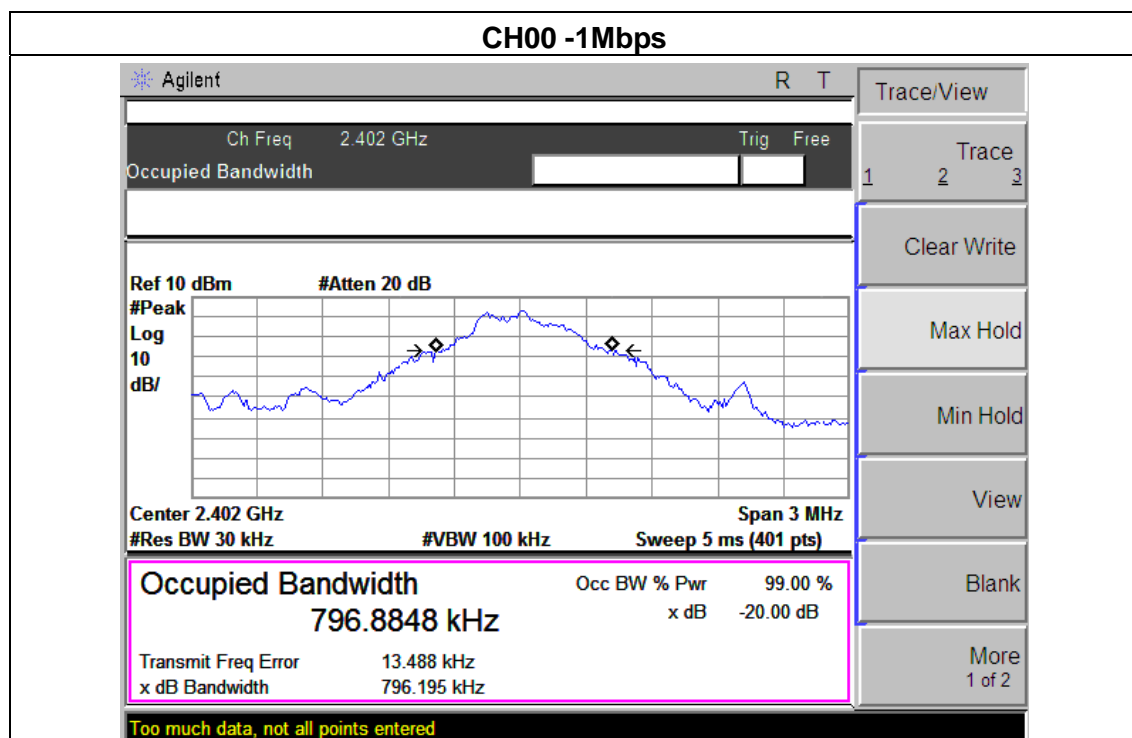 CH00 -1Mbps
Agilent R T
Trace/View
Ch Freq 2.402 GHz Trig Free
Occupied Bandwidth
Trace
1 2 3
Clear Write
Ref 10 dBm #Atten 20 dB
#Peak
Log
10
dB/
Max Hold
Min Hold
View
Center 2.402 GHz Span 3 MHz
#Res BW 30 kHz #VBW 100 kHz Sweep 5 ms (401 pts)
Occupied Bandwidth Occ BW % Pwr 99.00 %
796.8848 kHz x dB -20.00 dB
Blank
Transmit Freq Error 13.488 kHz
x dB Bandwidth 796.195 kHz
More
1 of 2
Too much data, not all points entered